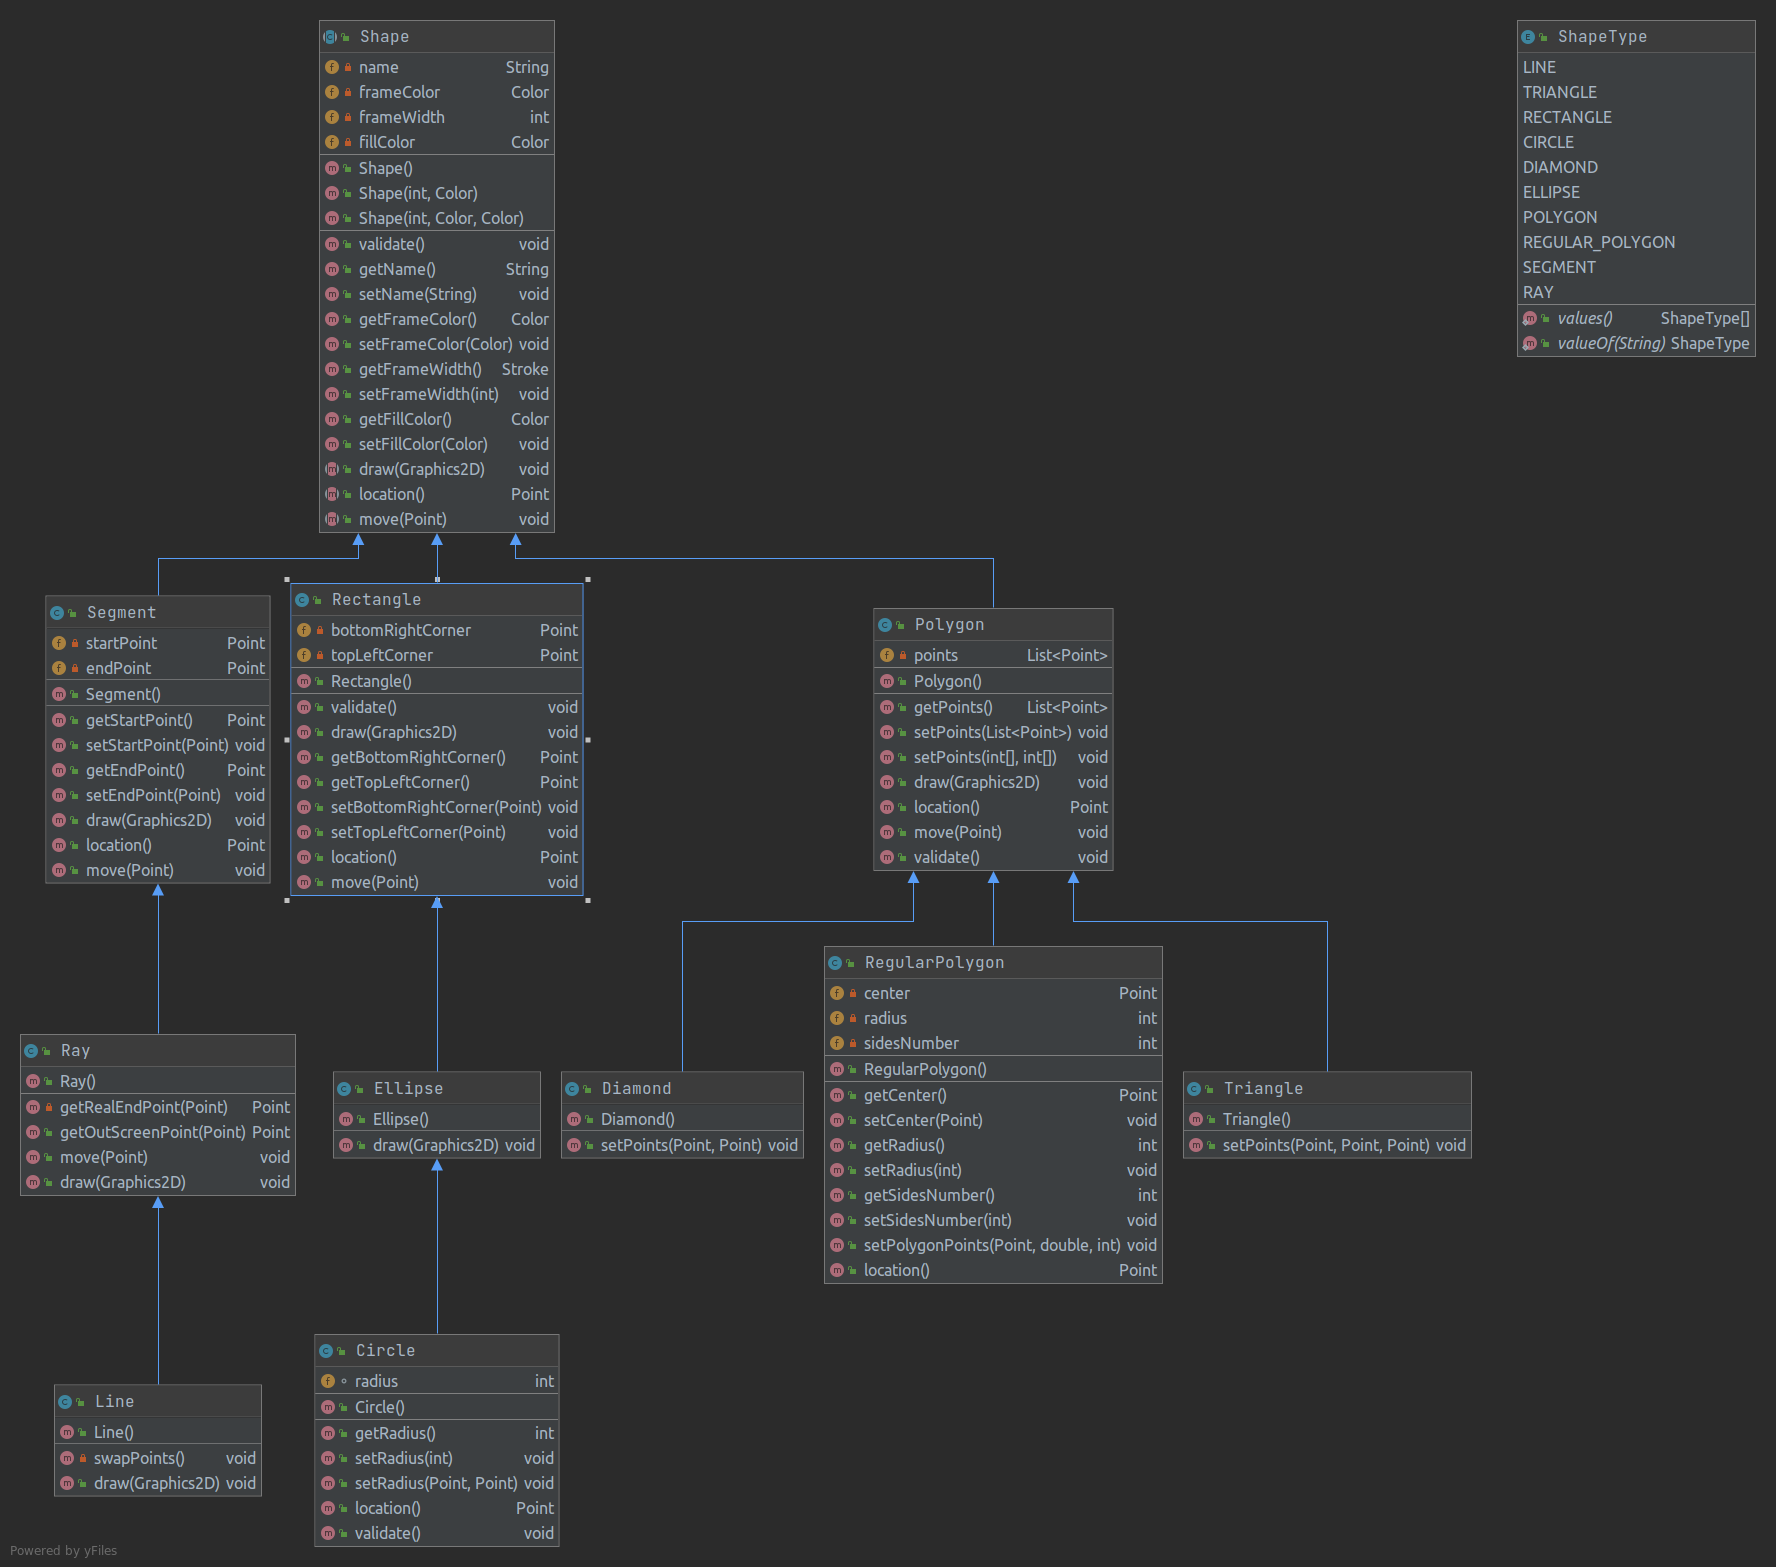 Shape
name String
frameColor Color
frameWidth int
fillColor Color
Shape()
Shape(int, Color)
Shape(int, Color, Color)
validate() void
getName() String
setName(String) void
getFrameColor() Color
setFrameColor(Color) void
getFrameWidth() Stroke
setFrameWidth(int) void
getFillColor() Color
setFillColor(Color) void
draw(Graphics2D) void
location() Point
move(Point) void
ShapeType
LINE
TRIANGLE
RECTANGLE
CIRCLE
DIAMOND
ELLIPSE
POLYGON
REGULAR_POLYGON
SEGMENT
RAY
values() ShapeType[]
valueOf(String) ShapeType
Segment
startPoint Point
endPoint Point
Segment()
getStartPoint() Point
setStartPoint(Point) void
getEndPoint() Point
setEndPoint(Point) void
draw(Graphics2D) void
location() Point
move(Point) void
Rectangle
bottomRightCorner Point
topLeftCorner Point
Rectangle()
validate() void
draw(Graphics2D) void
getBottomRightCorner() Point
getTopLeftCorner() Point
setBottomRightCorner(Point) void
setTopLeftCorner(Point) void
location() Point
move(Point) void
Polygon
points List<Point>
Polygon()
getPoints() List<Point>
setPoints(List<Point>) void
setPoints(int[], int[]) void
draw(Graphics2D) void
location() Point
move(Point) void
validate() void
Ray
Ray()
getRealEndPoint(Point) Point
getOutScreenPoint(Point) Point
move(Point) void
draw(Graphics2D) void
Ellipse
Ellipse()
draw(Graphics2D) void
Diamond
Diamond()
setPoints(Point, Point) void
RegularPolygon
center Point
radius int
sidesNumber int
RegularPolygon()
getCenter() Point
setCenter(Point) void
getRadius() int
setRadius(int) void
getSidesNumber() int
setSidesNumber(int) void
setPolygonPoints(Point, double, int) void
location() Point
Triangle
Triangle()
setPoints(Point, Point, Point) void
Line
Line()
swapPoints() void
draw(Graphics2D) void
Circle
radius int
Circle()
getRadius() int
setRadius(int) void
setRadius(Point, Point) void
location() Point
validate() void
Powered by yFiles